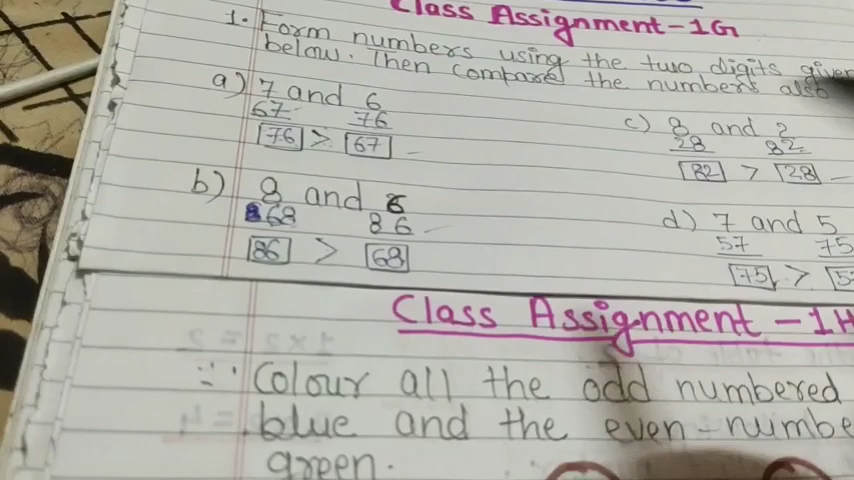 Class Assignment-1G
1. Form numbers using the two digits given
below. Then compare the numbers also
a) 7 and 6
67 76
76 > 67
b) 8 and 6
68 86
86 > 68
c) 8 and 2
28 82
82 > 28
d) 7 and 5
57 75
75 >
Class Assignment - 1H
Colour all the odd numbered
blue and the even-numbe
green.